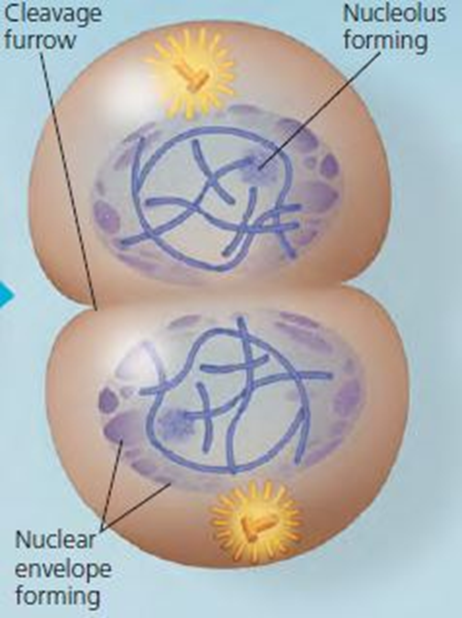 Cleavage
furrow
Nucleolus
forming
Nuclear
envelope
forming